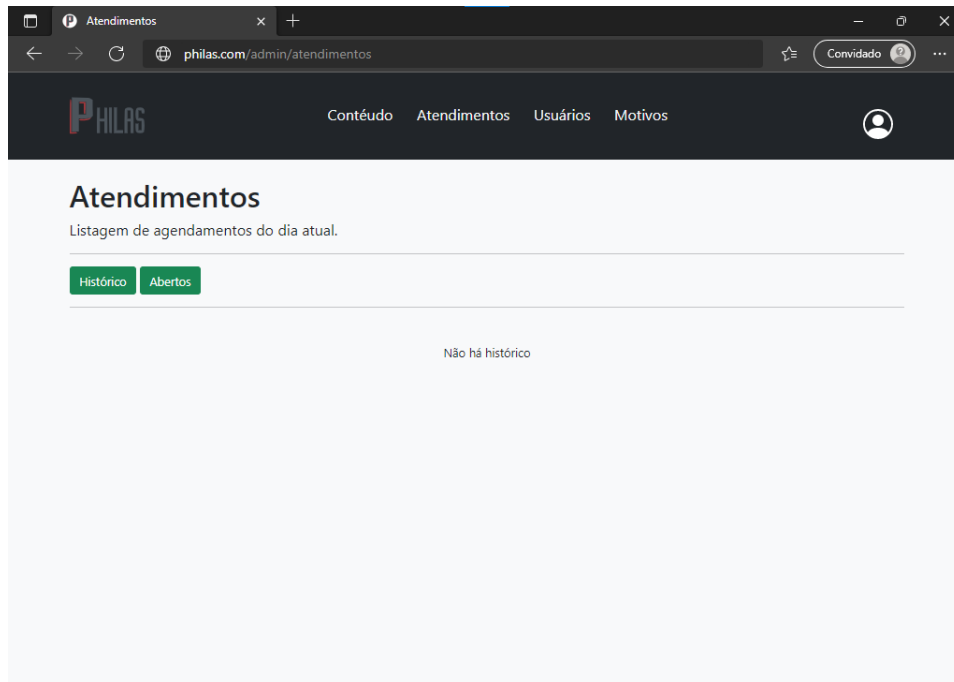 Atendimentos
philas.com/admin/atendimentos
Convidado
PHILAS
Contéudo Atendimentos Usuários Motivos
Atendimentos
Listagem de agendamentos do dia atual.
Histórico Abertos
Não há histórico